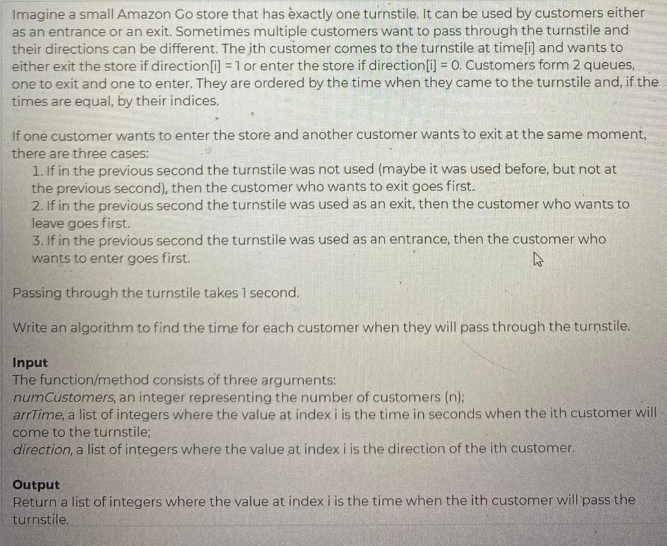 Imagine a small Amazon Go store that has exactly one turnstile. It can be used by customers either
as an entrance or an exit. Sometimes multiple customers want to pass through the turnstile and
their directions can be different. The jth customer comes to the turnstile at time[i] and wants to
either exit the store if direction[i] = 1 or enter the store if direction[i] = 0. Customers form 2 queues,
one to exit and one to enter. They are ordered by the time when they came to the turnstile and, if the
times are equal, by their indices.
If one customer wants to enter the store and another customer wants to exit at the same moment,
there are three cases:
1. If in the previous second the turnstile was not used (maybe it was used before, but not at
the previous second), then the customer who wants to exit goes first.
2. If in the previous second the turnstile was used as an exit, then the customer who wants to
leave goes first.
3. If in the previous second the turnstile was used as an entrance, then the customer who
wants to enter goes first.
Passing through the turnstile takes 1 second.
Write an algorithm to find the time for each customer when they will pass through the turnstile.
Input
The function/method consists of three arguments:
numCustomers, an integer representing the number of customers (n);
arrTime, a list of integers where the value at index i is the time in seconds when the ith customer will
come to the turnstile;
direction, a list of integers where the value at index i is the direction of the ith customer.
Output
Return a list of integers where the value at index i is the time when the ith customer will pass the
turnstile.